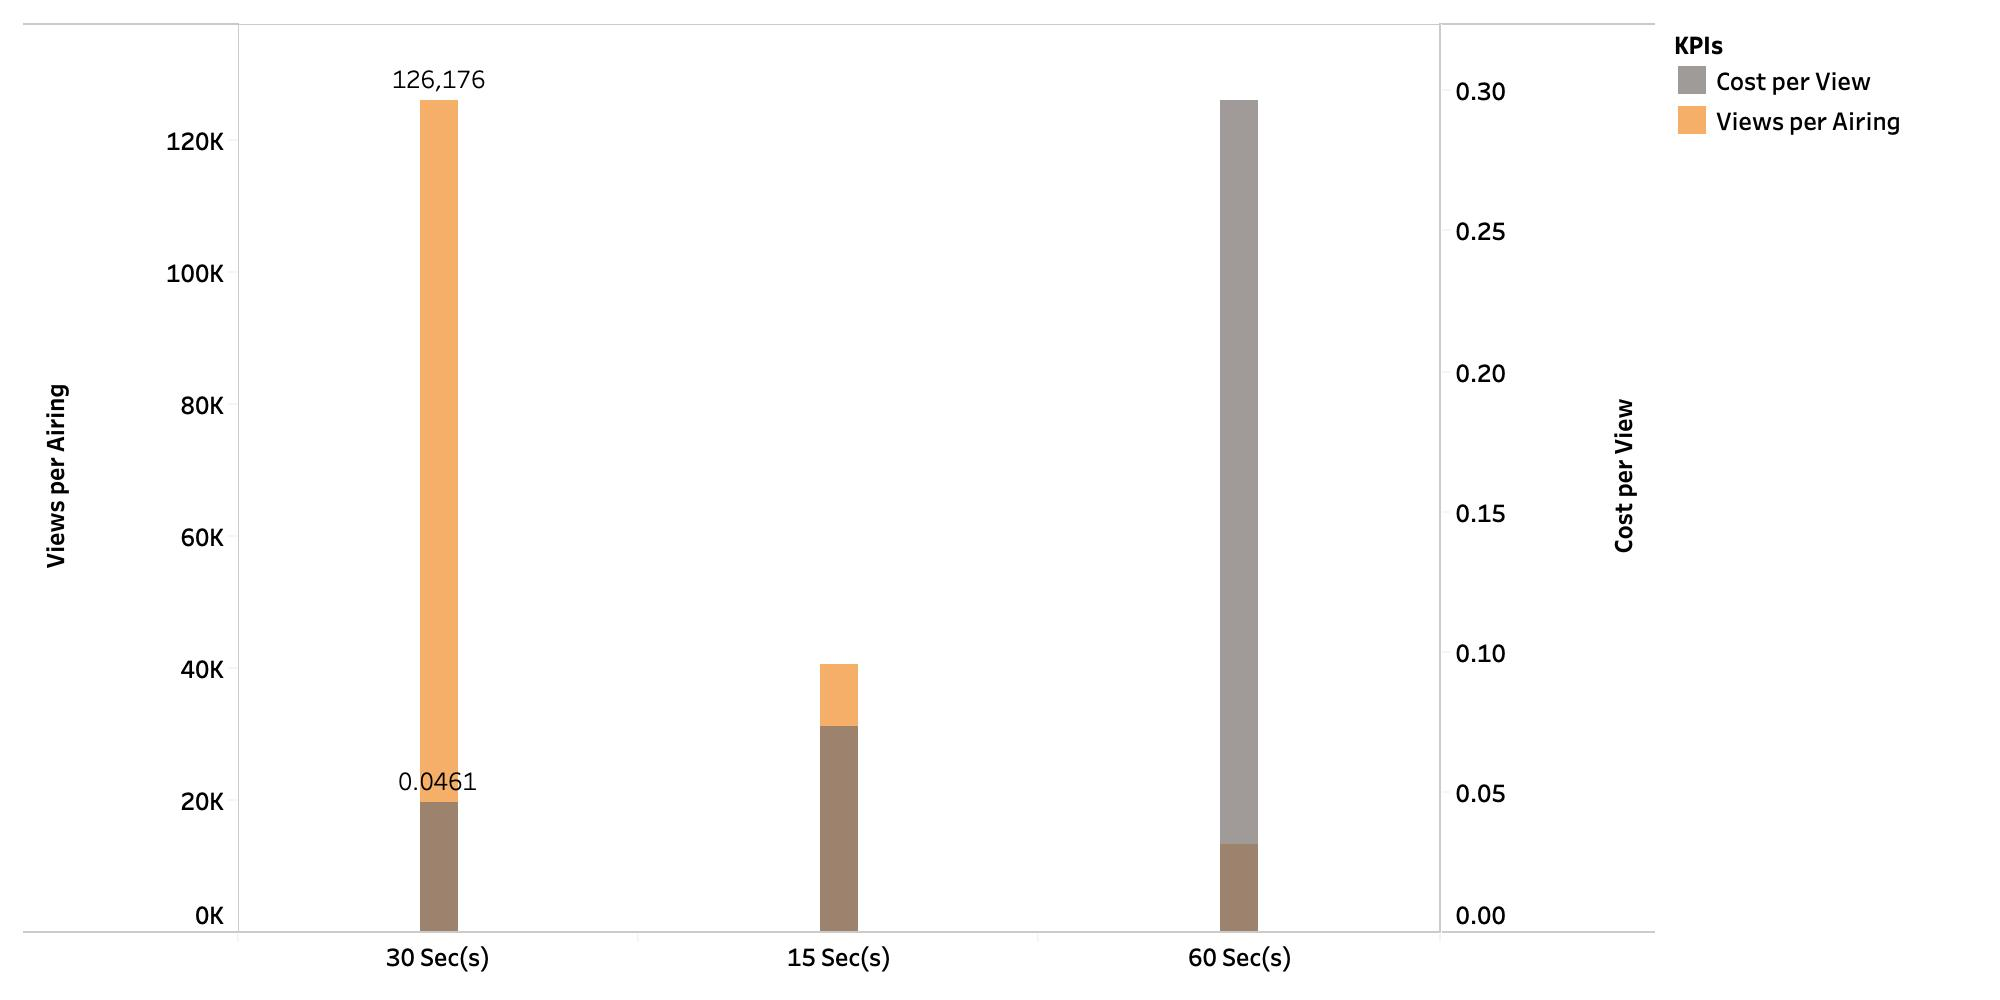 KPIs
Cost per View
Views per Airing
126,176
0.0461
Views per Airing
120K
100K
80K
60K
40K
20K
0K
0.30
0.25
0.20
0.15
0.10
0.05
0.00
Cost per View
30 Sec(s)
15 Sec(s)
60 Sec(s)